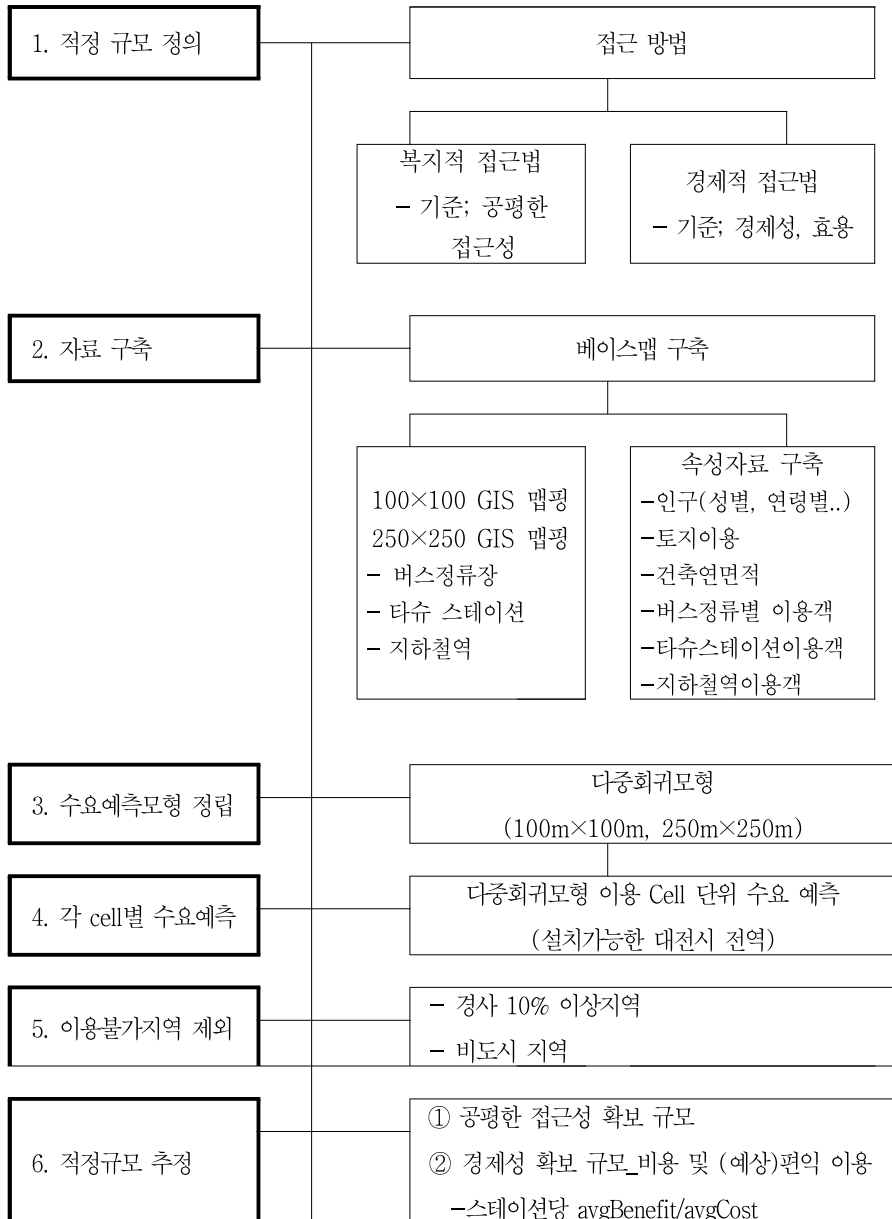 1. 적정 규모 정의
접근 방법
복지적 접근법
- 기준; 공평한
접근성
경제적 접근법
- 기준; 경제성, 효용
2. 자료 구축
베이스맵 구축
100×100 GIS 맵핑
250×250 GIS 맵핑
- 버스정류장
- 타슈 스테이션
- 지하철역
속성자료 구축
-인구(성별, 연령별..)
-토지이용
-건축연면적
-버스정류별 이용객
-타슈스테이션이용객
-지하철역이용객
3. 수요예측모형 정립
다중회귀모형
(100m×100m, 250m×250m)
4. 각 cell별 수요예측
다중회귀모형 이용 Cell 단위 수요 예측
(설치가능한 대전시 전역)
5. 이용불가지역 제외
- 경사 10% 이상지역
- 비도시 지역
6. 적정규모 추정
① 공평한 접근성 확보 규모
② 경제성 확보 규모_비용 및 (예상)편익 이용
-스테이션당 avgBenefit/avgCost